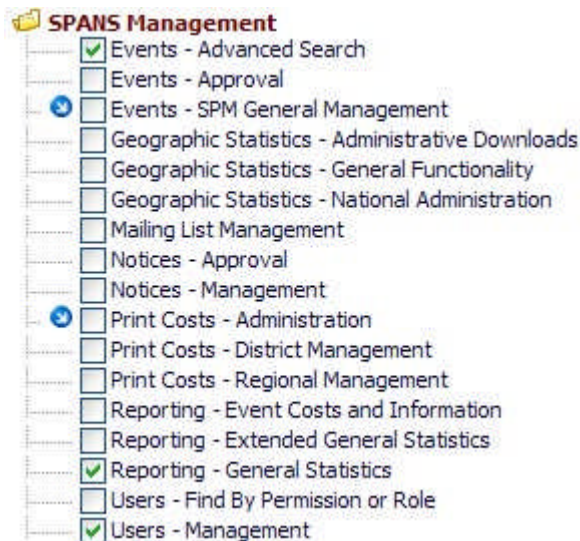 SPANS Management
Events - Advanced Search
Events - Approval
Events - SPM General Management
Geographic Statistics - Administrative Downloads
Geographic Statistics - General Functionality
Geographic Statistics - National Administration
Mailing List Management
Notices - Approval
Notices - Management
Print Costs - Administration
Print Costs - District Management
Print Costs - Regional Management
Reporting - Event Costs and Information
Reporting - Extended General Statistics
Reporting - General Statistics
Users - Find By Permission or Role
Users - Management